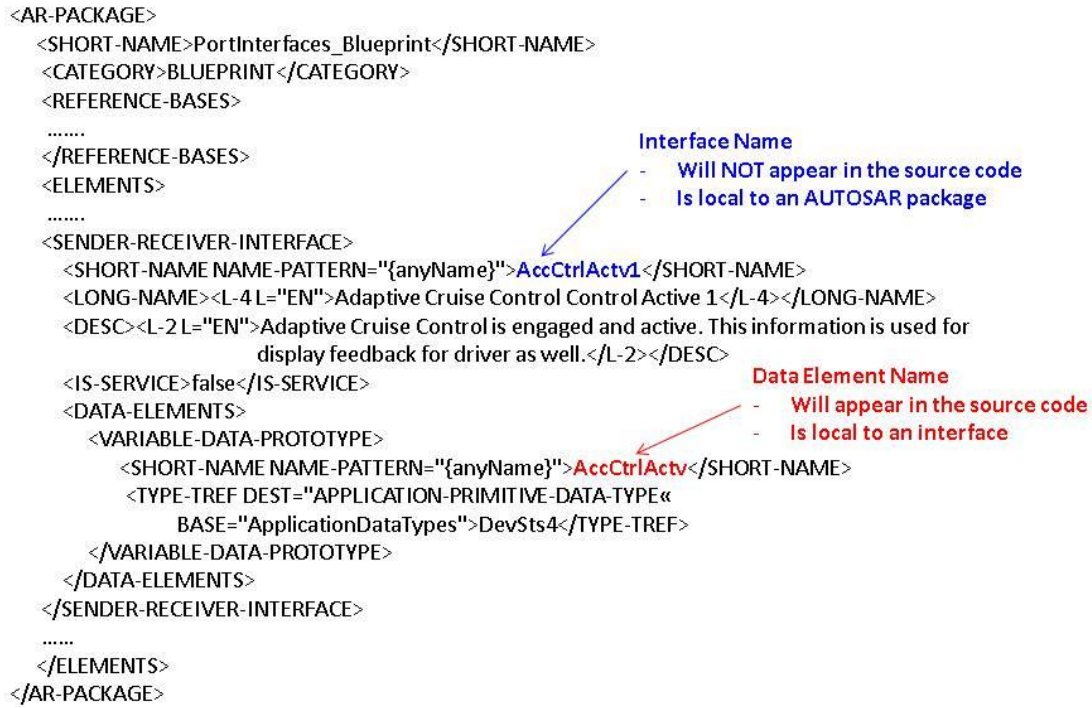 <AR-PACKAGE>
<SHORT-NAME>PortInterfaces_Blueprint</SHORT-NAME>
<CATEGORY>BLUEPRINT</CATEGORY>
<REFERENCE-BASES>
.......
</REFERENCE-BASES>
<ELEMENTS>
.......
Interface Name
- Will NOT appear in the source code
- Is local to an AUTOSAR package
<SENDER-RECEIVER-INTERFACE>
<SHORT-NAME NAME-PATTERN="{anyName}">AccCtrlActv1</SHORT-NAME>
<LONG-NAME><L-4 L="EN">Adaptive Cruise Control Control Active 1</L-4></LONG-NAME>
<DESC><L-2 L="EN">Adaptive Cruise Control is engaged and active. This information is used for
display feedback for driver as well.</L-2></DESC>
<IS-SERVICE>false</IS-SERVICE>
<DATA-ELEMENTS>
Data Element Name
- Will appear in the source code
- Is local to an interface
<VARIABLE-DATA-PROTOTYPE>
<SHORT-NAME NAME-PATTERN="{anyName}">AccCtrlActv</SHORT-NAME>
<TYPE-TREF DEST="APPLICATION-PRIMITIVE-DATA-TYPE«
BASE="ApplicationDataTypes">DevSts4</TYPE-TREF>
</VARIABLE-DATA-PROTOTYPE>
</DATA-ELEMENTS>
</SENDER-RECEIVER-INTERFACE>
......
</ELEMENTS>
</AR-PACKAGE>